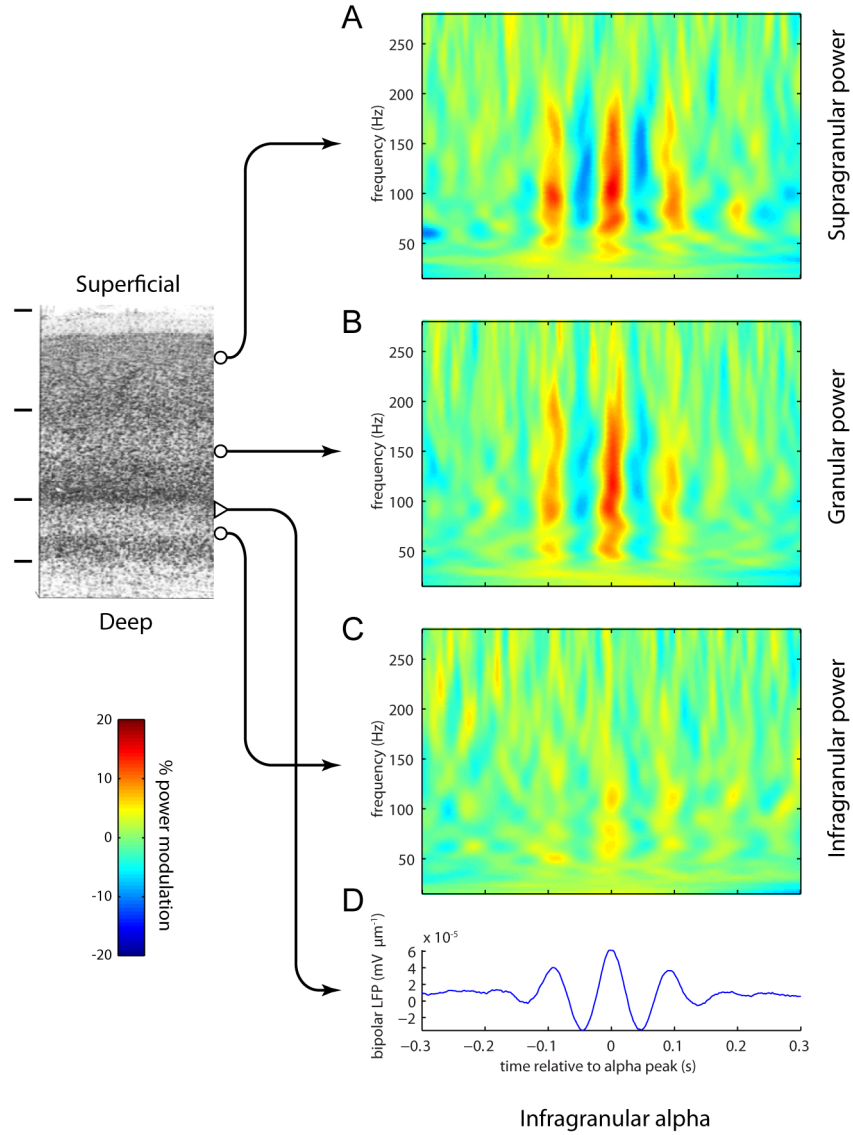 A
250
200
150
100
50
frequency (Hz)
Supragranular power
Superficial
Deep
B
250
200
150
100
50
frequency (Hz)
Granular power
C
250
200
150
100
50
frequency (Hz)
Infragranular power
20
10
0
-10
-20
% power modulation
D
x 10⁻⁵
6
4
2
0
−2
bipolar LFP (mV μm⁻¹)
−0.3 −0.2 −0.1 0 0.1 0.2 0.3
time relative to alpha peak (s)
Infragranular alpha